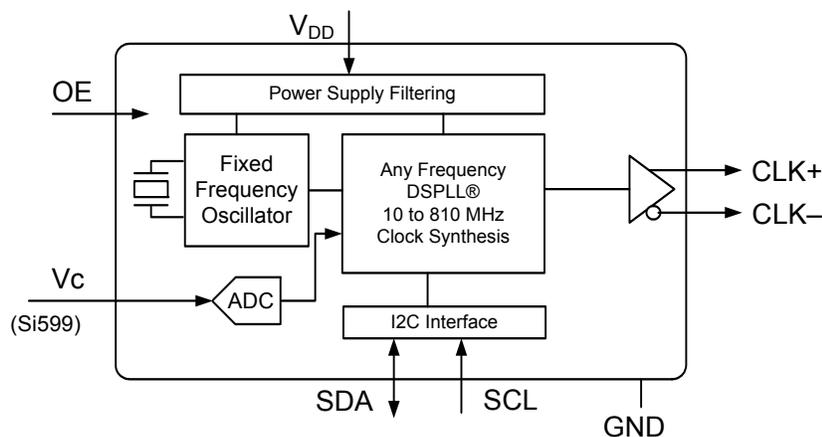 VDD
Power Supply Filtering
OE
Fixed
Frequency
Oscillator
Any Frequency
DSPLL®
10 to 810 MHz
Clock Synthesis
CLK+
CLK–
Vc
(Si599)
ADC
I2C Interface
SDA
SCL
GND